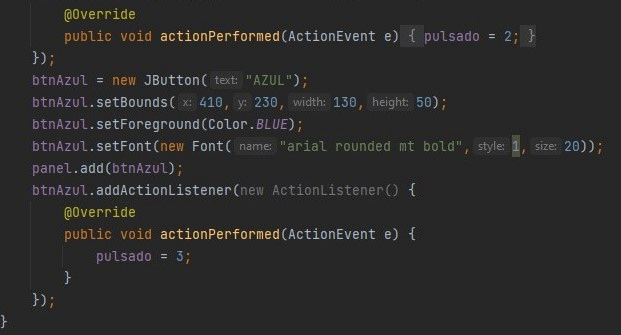 @Override
public void actionPerformed(ActionEvent e) { pulsado = 2; }
});
btnAzul = new JButton( text: "AZUL");
btnAzul.setBounds( x: 410, y: 230, width: 130, height: 50);
btnAzul.setForeground(Color.BLUE);
btnAzul.setFont(new Font( name: "arial rounded mt bold", style: 1, size: 20));
panel.add(btnAzul);
btnAzul.addActionListener(new ActionListener() {
@Override
public void actionPerformed(ActionEvent e) {
pulsado = 3;
}
});
}